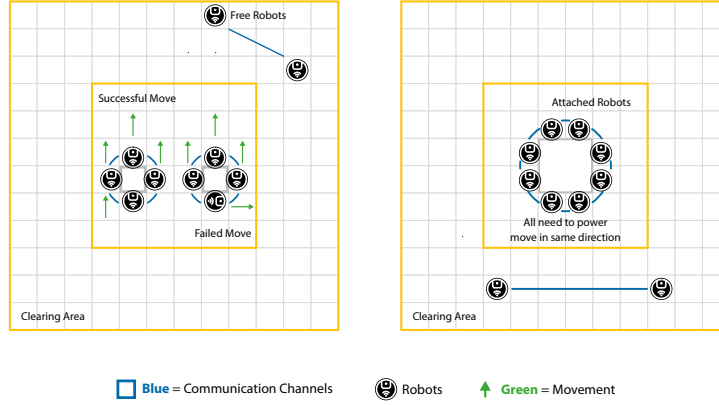 Free Robots
Successful Move
Failed Move
Clearing Area
Attached Robots
All need to power
move in same direction
Clearing Area
Blue = Communication Channels
Robots
Green = Movement